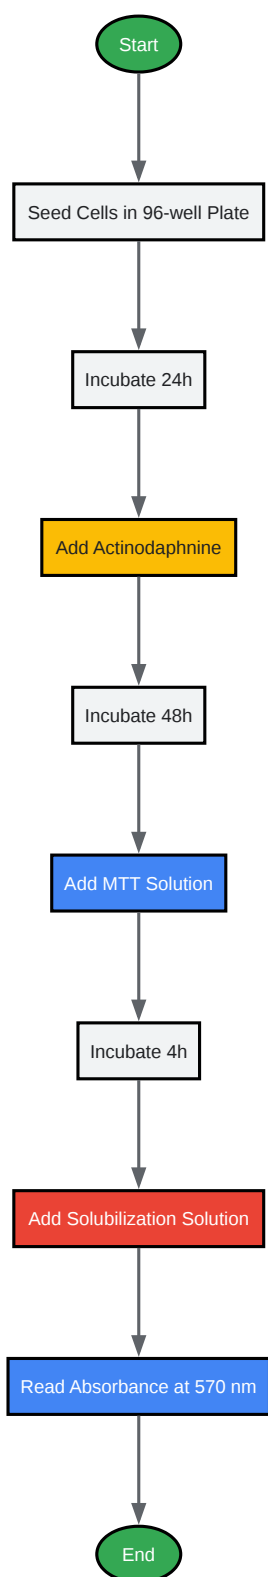 Start
Seed Cells in 96-well Plate
Incubate 24h
Add Actinodaphnine
Incubate 48h
Add MTT Solution
Incubate 4h
Add Solubilization Solution
Read Absorbance at 570 nm
End